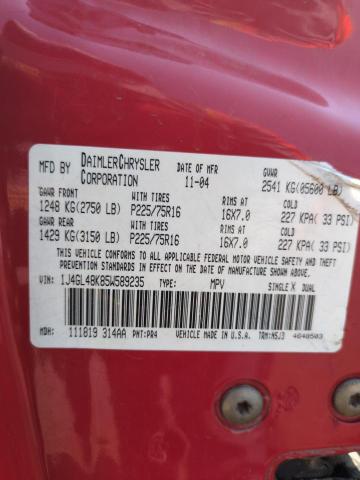 MFD BY DAIMLERCHRYSLER CORPORATION DATE OF MFR 11-04 GVWR 2541 KG(05600 LB)
GAWR FRONT WITH TIRES RIMS AT COLD
1248 KG(2750 LB) P225/75R16 16X7.0 227 KPA( 33 PSI)
GAWR REAR WITH TIRES RIMS AT COLD
1429 KG(3150 LB) P225/75R16 16X7.0 227 KPA( 33 PSI)
THIS VEHICLE CONFORMS TO ALL APPLICABLE FEDERAL MOTOR VEHICLE
SAFETY STANDARDS IN EFFECT ON THE DATE OF MANUFACTURE SHOWN ABOVE.
VIN: 1J4GL48K85W589235 TYPE: MPV SINGLE X DUAL
MDH: 111819 314AA PNT:PR4 VEHICLE MADE IN U.S.A. TRM:N5J3 4648503